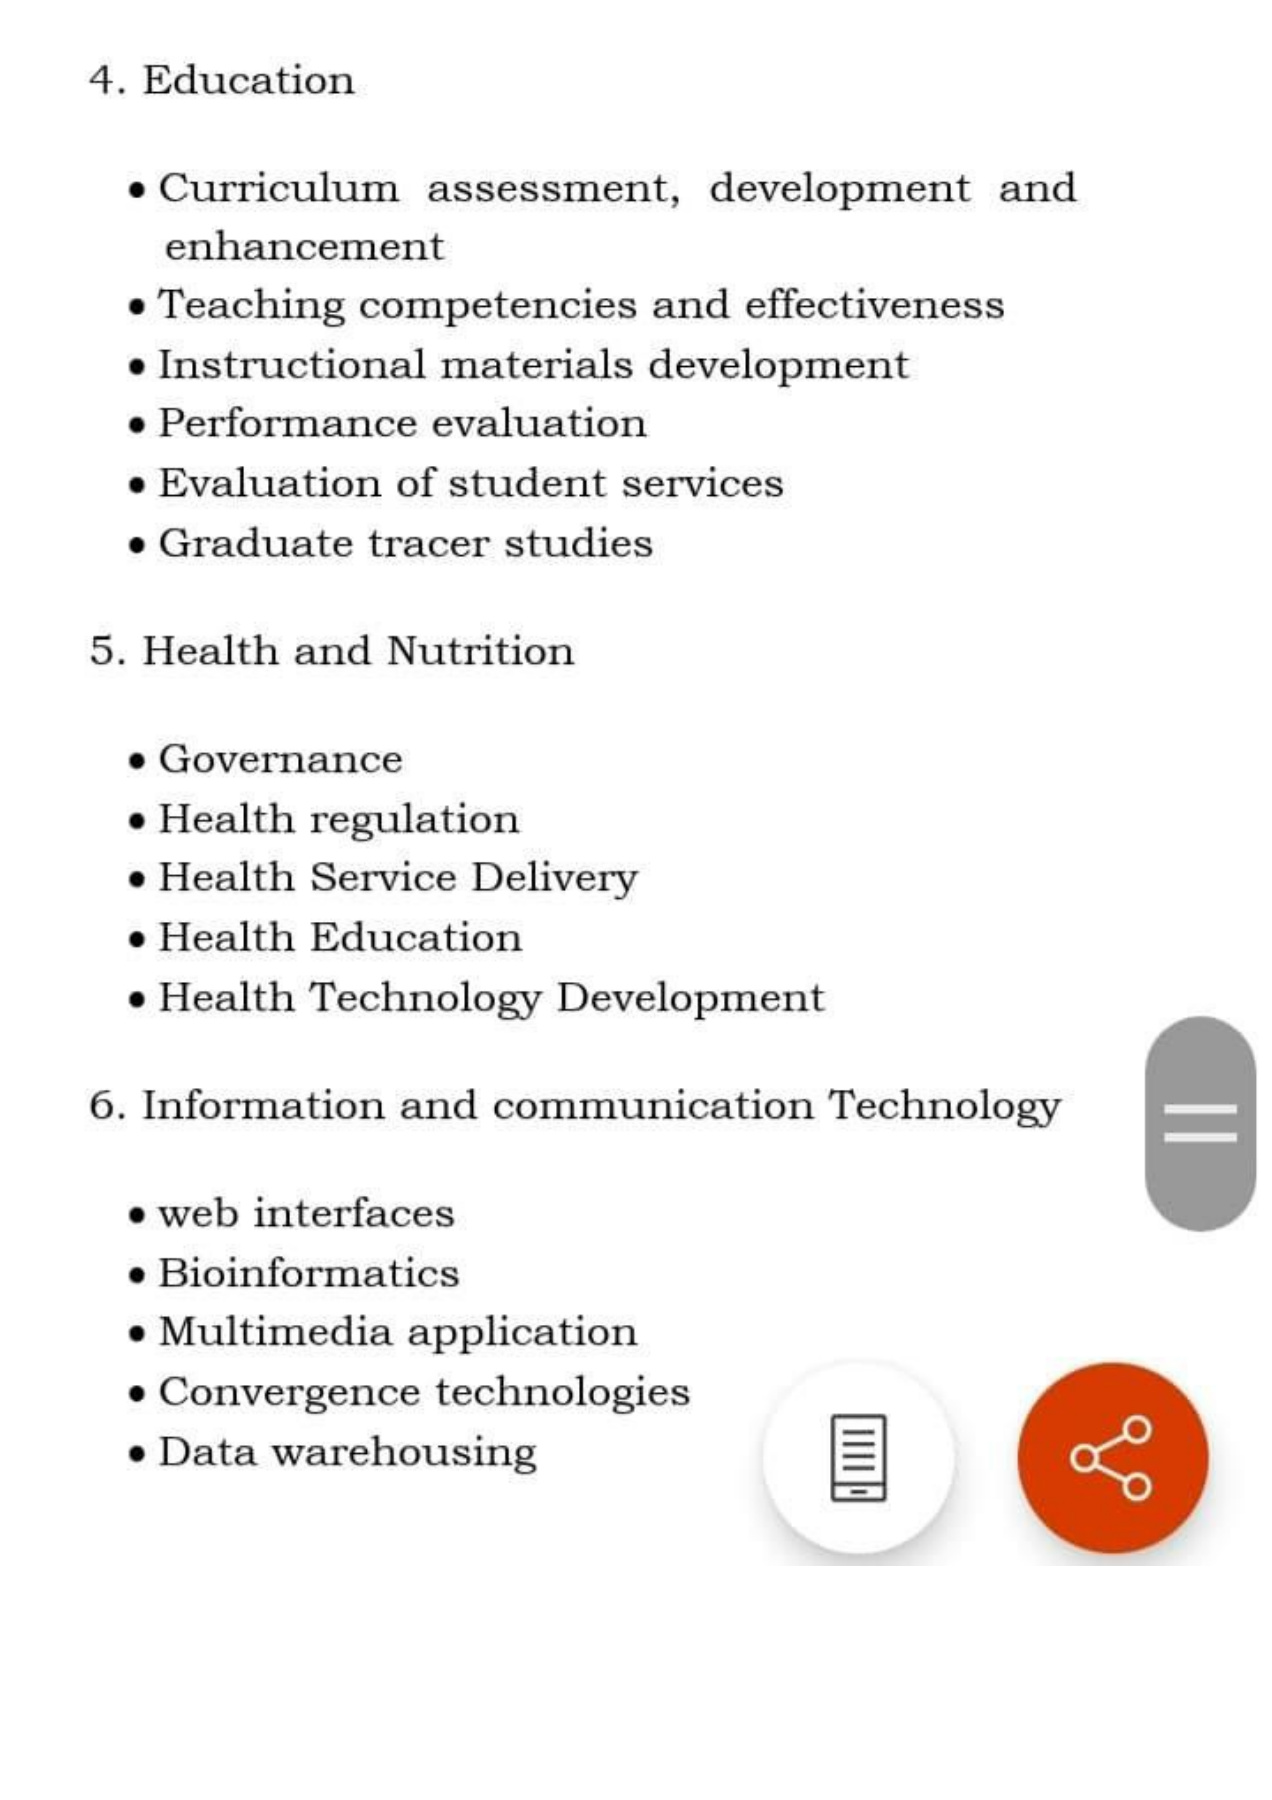 4. Education
• Curriculum assessment, development and
enhancement
• Teaching competencies and effectiveness
• Instructional materials development
• Performance evaluation
• Evaluation of student services
• Graduate tracer studies
5. Health and Nutrition
• Governance
• Health regulation
• Health Service Delivery
• Health Education
• Health Technology Development
6. Information and communication Technology
• web interfaces
• Bioinformatics
• Multimedia application
• Convergence technologies
• Data warehousing